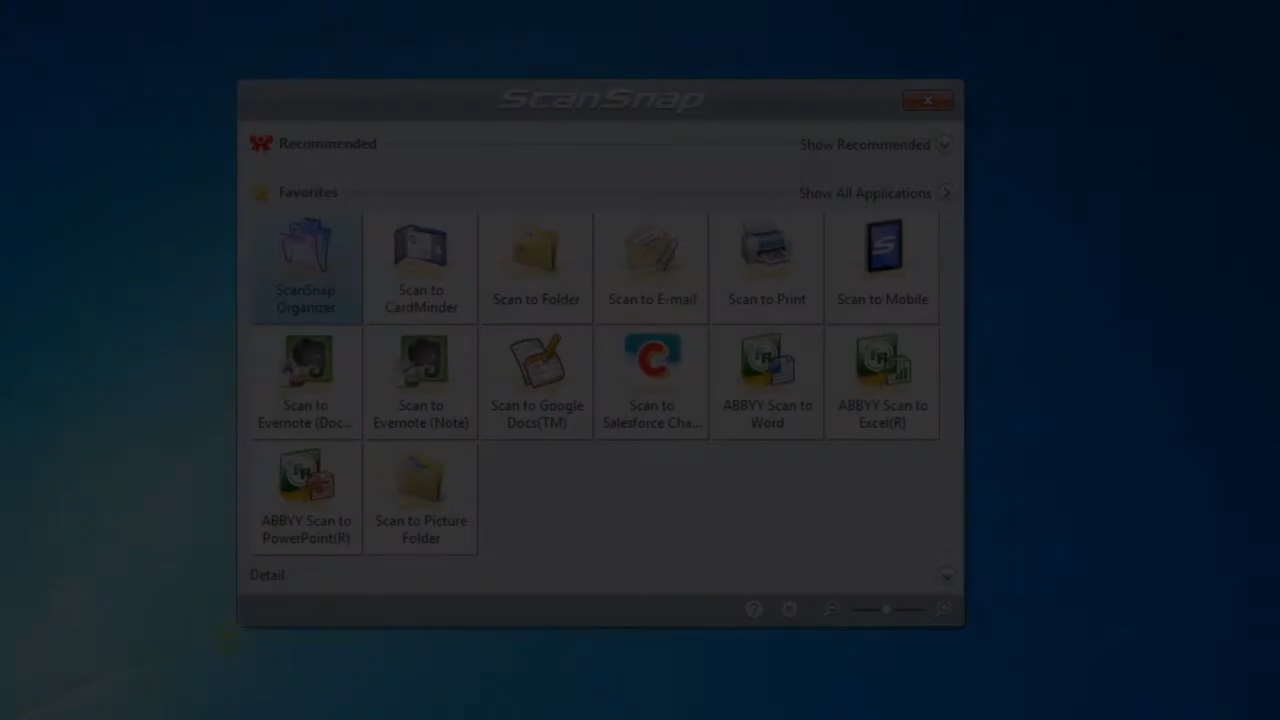 ScanSnap
Recommended
Show Recommended
Favorites
Show All Applications
ScanSnap
Organizer
Scan to
CardMinder
Scan to Folder
Scan to E-mail
Scan to Print
Scan to Mobile
Scan to
Evernote (Doc...
Scan to
Evernote (Note)
Scan to Google
Docs(TM)
Scan to
Salesforce Cha...
ABBYY Scan to
Word
ABBYY Scan to
Excel(R)
ABBYY Scan to
PowerPoint(R)
Scan to Picture
Folder
Detail